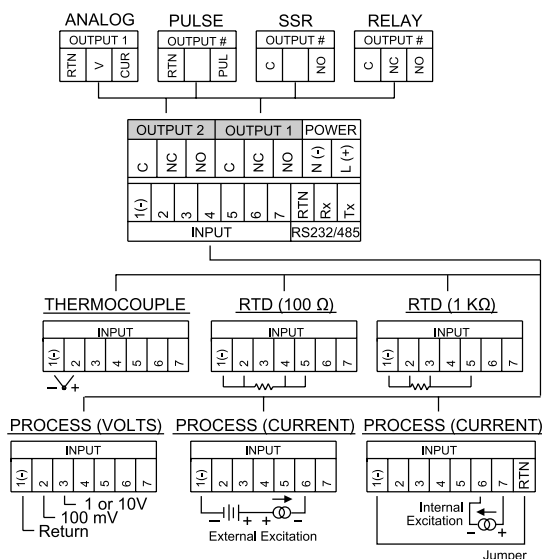 ANALOG PULSE SSR RELAY
OUTPUT 1 OUTPUT # OUTPUT # OUTPUT #
RTN V CUR RTN PUL C NO C NC NO
OUTPUT 2 OUTPUT 1 POWER
C NC NO C NC NO N (-) L (+)
1(-) 2 3 4 5 6 7 RTN Rx Tx
INPUT RS232/485
THERMOCOUPLE RTD (100 Ω) RTD (1 KΩ)
INPUT INPUT INPUT
1(-) 2 3 4 5 6 7 1(-) 2 3 4 5 6 7 1(-) 2 3 4 5 6 7
- +
PROCESS (VOLTS) PROCESS (CURRENT) PROCESS (CURRENT)
INPUT INPUT INPUT
1(-) 2 3 4 5 6 7 1(-) 2 3 4 5 6 7 1(-) 2 3 4 5 6 7 RTN
1 or 10V
100 mV
Return
- + + -
External Excitation
Internal
Excitation
- +
Jumper